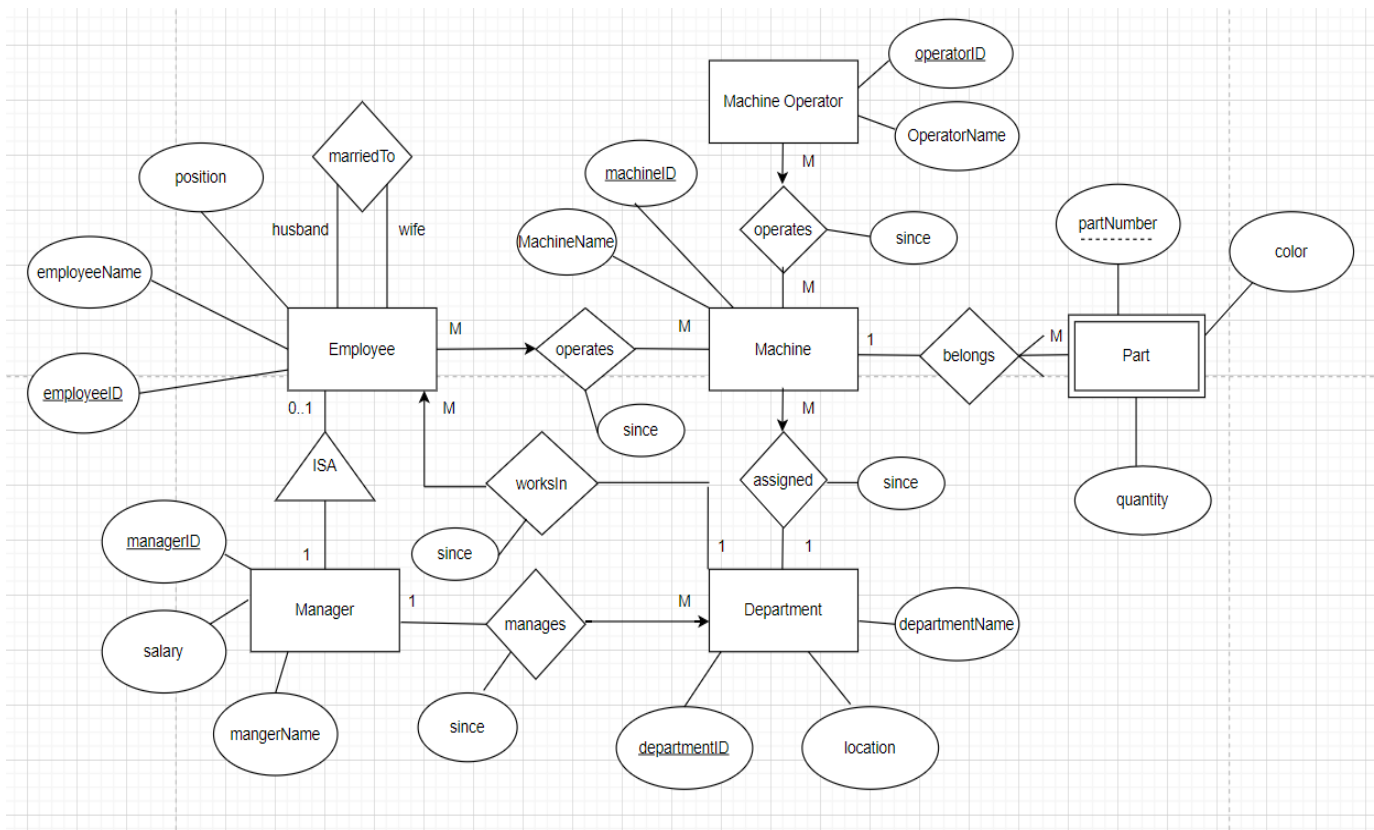 operatorID
Machine Operator
OperatorName
marriedTo
M
position
machineID
partNumber
husband
wife
operates
since
MachineName
color
employeeName
M
M
M
M
Employee
operates
Machine
1
belongs
Part
employeeID
0..1
M
M
since
ISA
worksIn
assigned
since
quantity
managerID
since
1
1
1
Manager
1
M
Department
manages
departmentName
salary
mangerName
since
departmentID
location